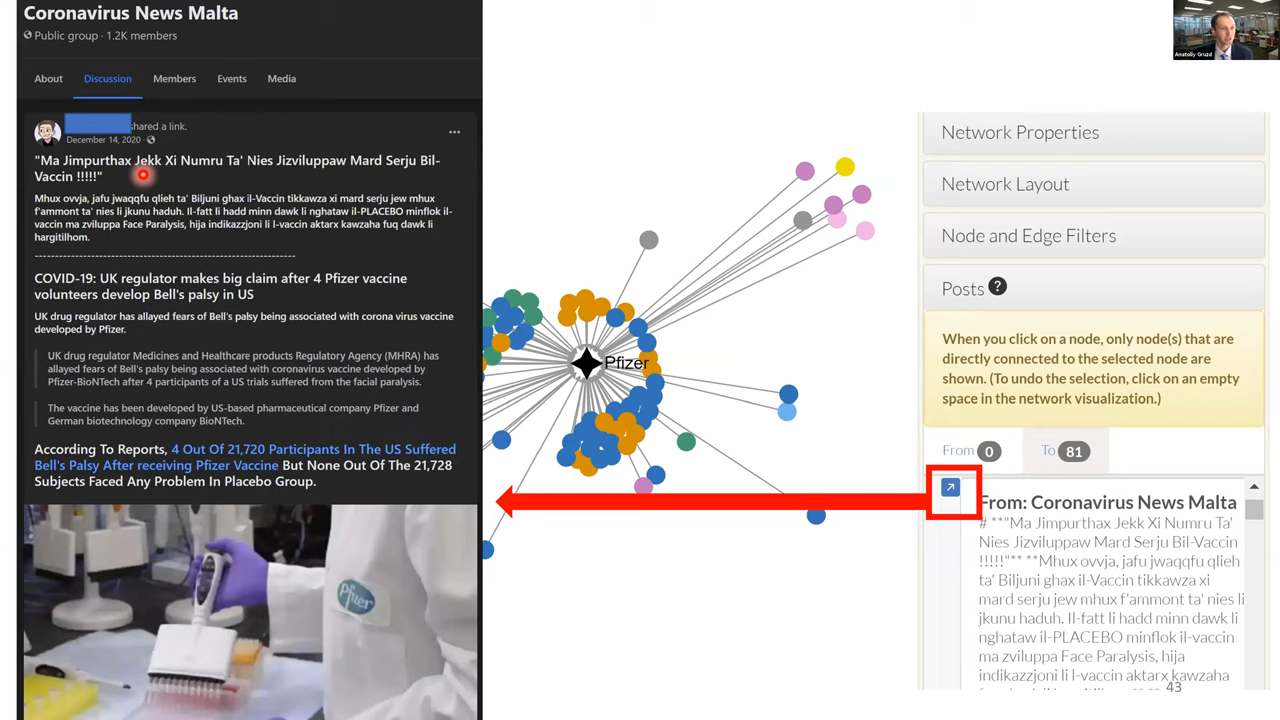 Coronavirus News Malta
Public group · 1.2K members
About Discussion Members Events Media
shared a link.
December 14, 2020 ·
"Ma Jimpurthax Jekk Xi Numru Ta' Nies Jizviluppaw Mard Serju Bil-
Vaccin !!!!!"
Mhux ovvja, jafu jwaqqfu qlieh ta' Biljuni ghax il-Vaccin tikkawza xi mard serju jew mhux
f'ammont ta' nies li jkunu haduh. Il-fatt li hadd minn dawk li nghataw il-PLACEBO minflok il-
vaccin ma zviluppa Face Paralysis, hija indikazzjoni li l-vaccin aktarx kawzaha fuq dawk li
hargitilhom.
--------------------------------------------------------------
COVID-19: UK regulator makes big claim after 4 Pfizer vaccine
volunteers develop Bell's palsy in US
UK drug regulator has allayed fears of Bell's palsy being associated with corona virus vaccine
developed by Pfizer.
UK drug regulator Medicines and Healthcare products Regulatory Agency (MHRA) has
allayed fears of Bell's palsy being associated with coronavirus vaccine developed by
Pfizer-BioNTech after 4 participants of a US trials suffered from the facial paralysis.
The vaccine has been developed by US-based pharmaceutical company Pfizer and
German biotechnology company BioNTech.
According To Reports, 4 Out Of 21,720 Participants In The US Suffered
Bell's Palsy After receiving Pfizer Vaccine But None Out Of The 21,728
Subjects Faced Any Problem In Placebo Group.
Pfizer
Pfizer
Anatoliy Gruzd
Network Properties
Network Layout
Node and Edge Filters
Posts ?
When you click on a node, only node(s) that are
directly connected to the selected node are
shown. (To undo the selection, click on an empty
space in the network visualization.)
From 0 To 81
From: Coronavirus News Malta
# **"Ma Jimpurthax Jekk Xi Numru Ta'
Nies Jizviluppaw Mard Serju Bil-Vaccin
!!!!!"** **Mhux ovvja, jafu jwaqqfu qlieh
ta' Biljuni ghax il-Vaccin tikkawza xi
mard serju jew mhux f'ammont ta' nies li
jkunu haduh. Il-fatt li hadd minn dawk li
nghataw il-PLACEBO minflok il-vaccin
ma zviluppa Face Paralysis, hija
indikazzjoni li l-vaccin aktarx kawzaha
43